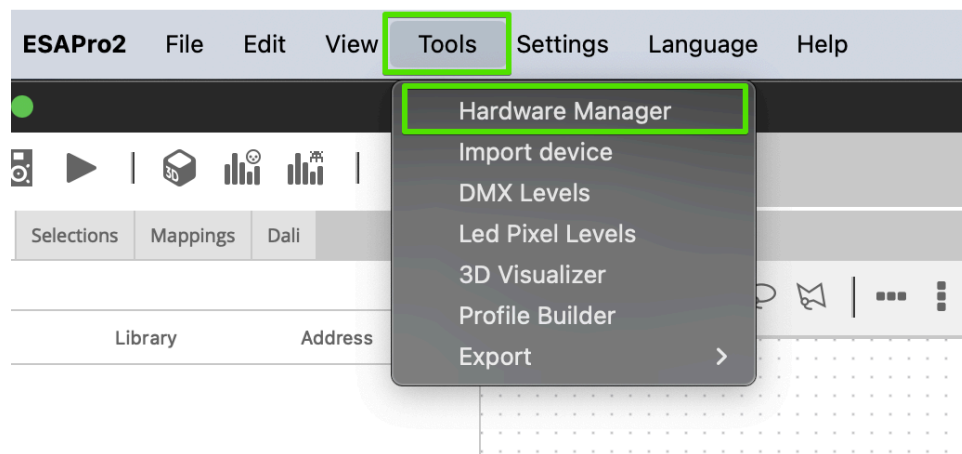 ESAPro2 File Edit View Tools Settings Language Help
Hardware Manager
Import device
3D
DMX Levels
Selections Mappings Dali
Led Pixel Levels
3D Visualizer
Profile Builder
Library Address
Export